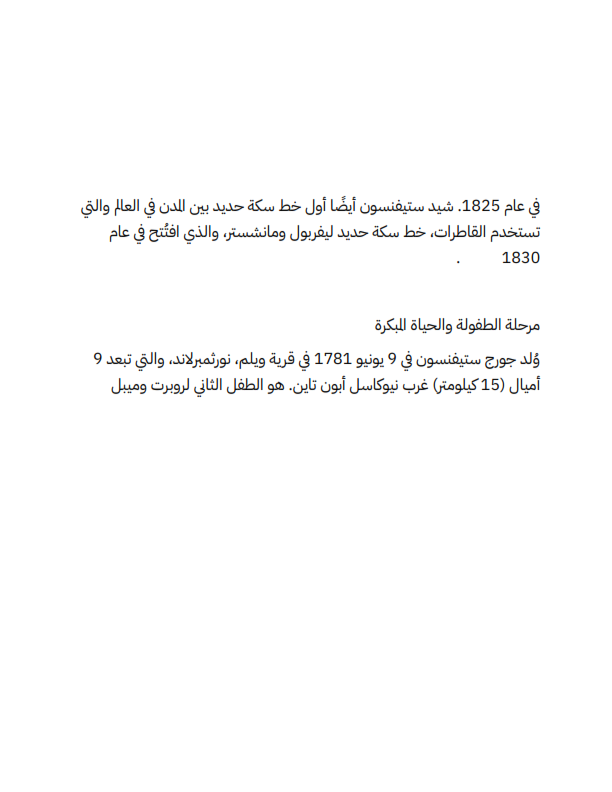 في عام 1825. شيد ستيفنسون أيضًا أول خط سكة حديد بين المدن في العالم والتي
تستخدم القاطرات، خط سكة حديد ليفربول ومانشستر، والذي افتُتح في عام
1830 .
مرحلة الطفولة والحياة المبكرة
وُلد جورج ستيفنسون في 9 يونيو 1781 في قرية ويلم، نورثمبرلاند، والتي تبعد 9
أميال (15 كيلومتر) غرب نيوكاسل أبون تاين. هو الطفل الثاني لروبرت وميبل